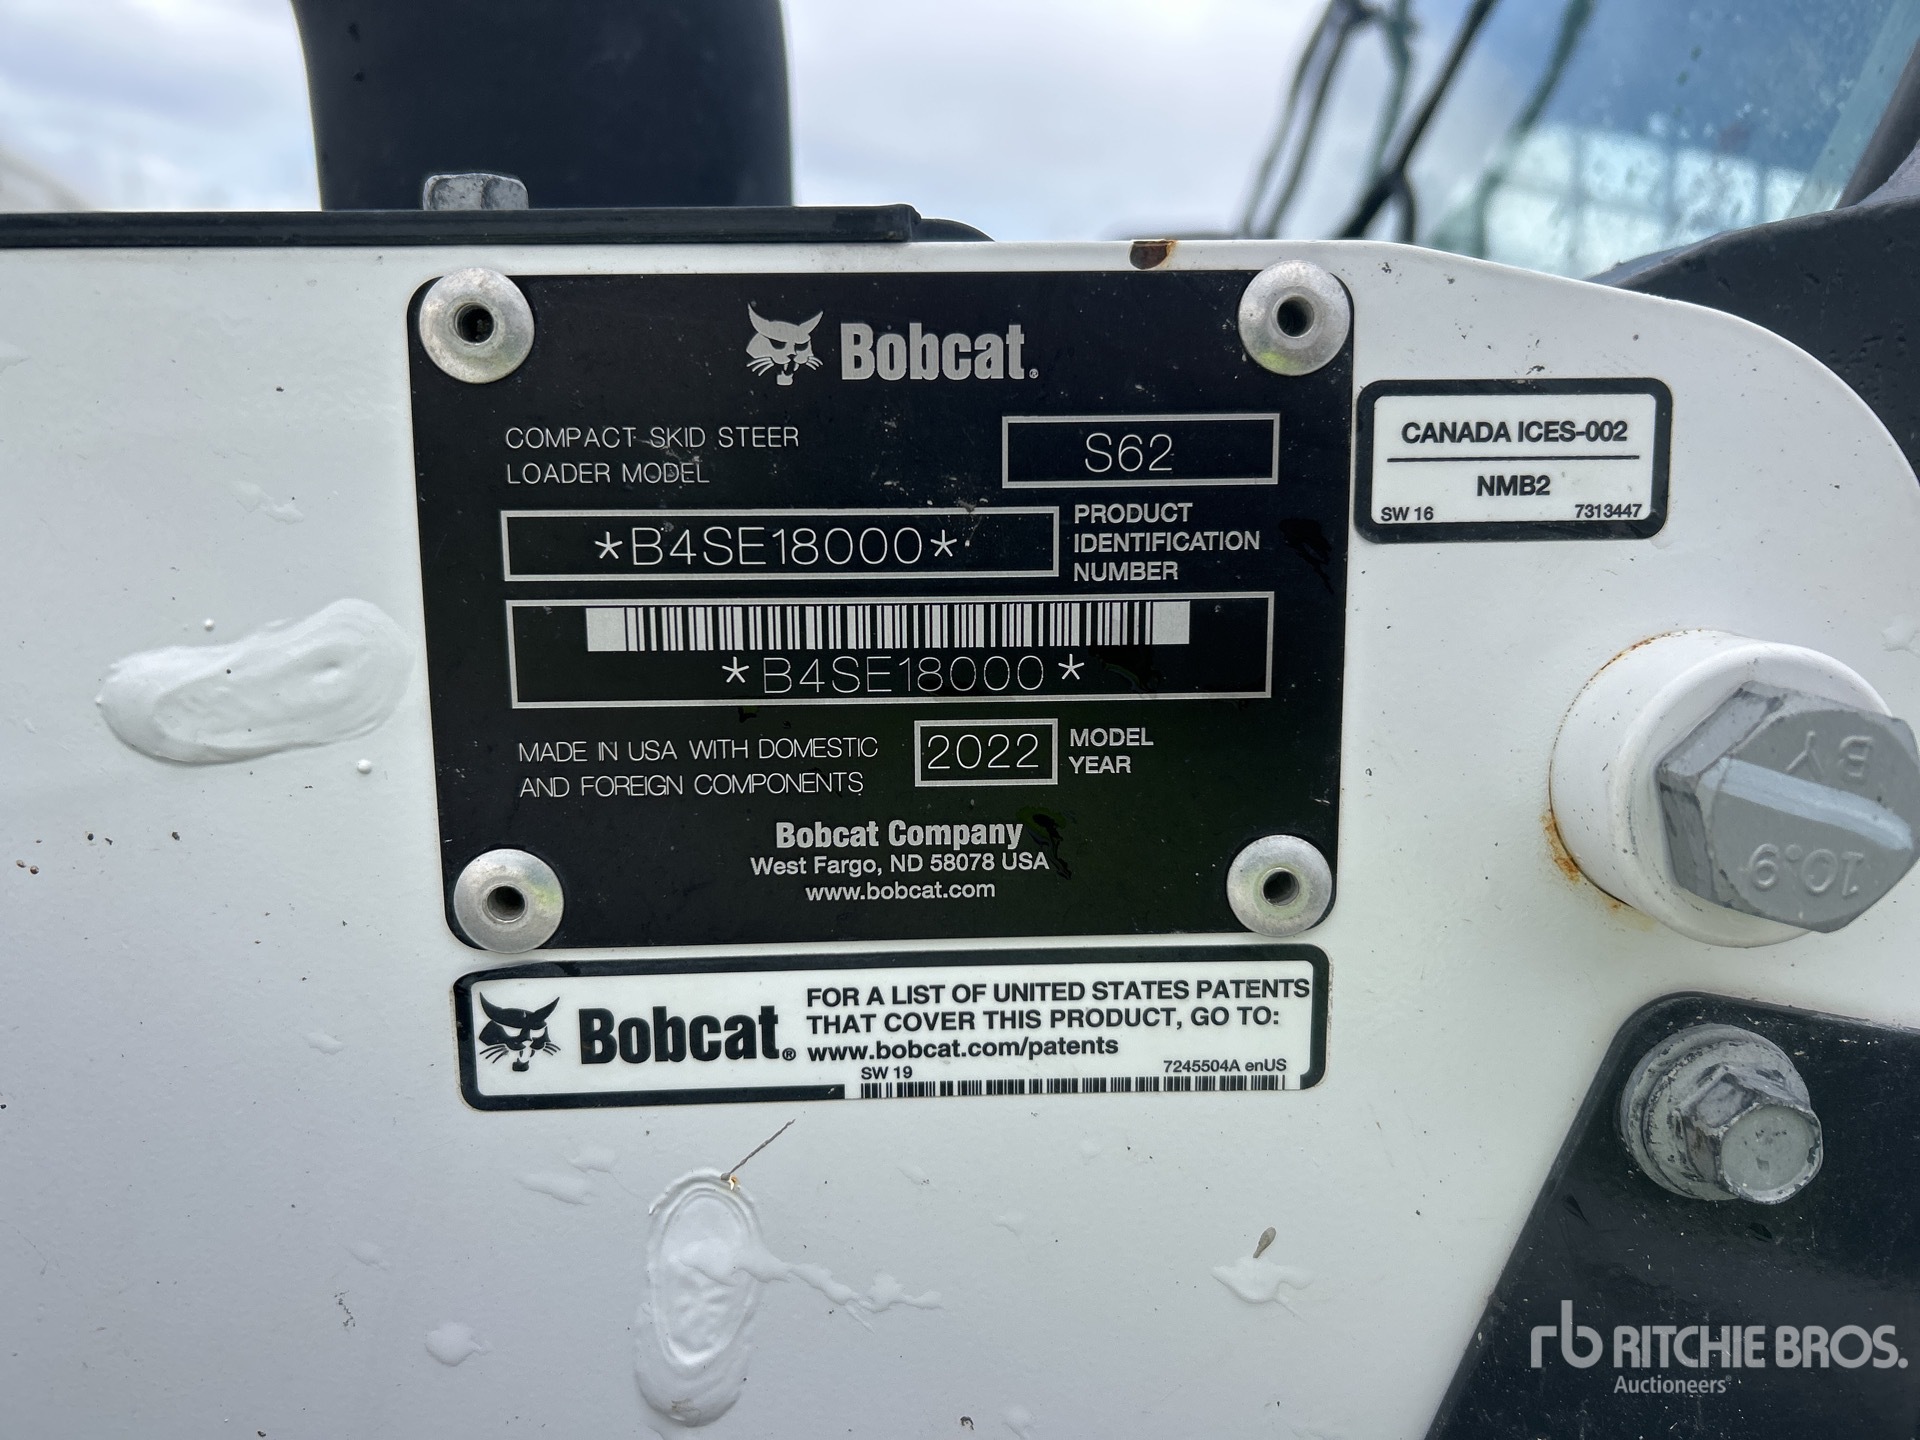 Bobcat®
COMPACT SKID STEER
LOADER MODEL
S62
*B4SE18000*
PRODUCT
IDENTIFICATION
NUMBER
*B4SE18000*
MADE IN USA WITH DOMESTIC
AND FOREIGN COMPONENTS
2022
MODEL
YEAR
Bobcat Company
West Fargo, ND 58078 USA
www.bobcat.com
CANADA ICES-002
NMB2
SW 16
7313447
BY
10.9
Bobcat®
FOR A LIST OF UNITED STATES PATENTS
THAT COVER THIS PRODUCT, GO TO:
www.bobcat.com/patents
SW 19
7245504A enUS
rb RITCHIE BROS.
Auctioneers®